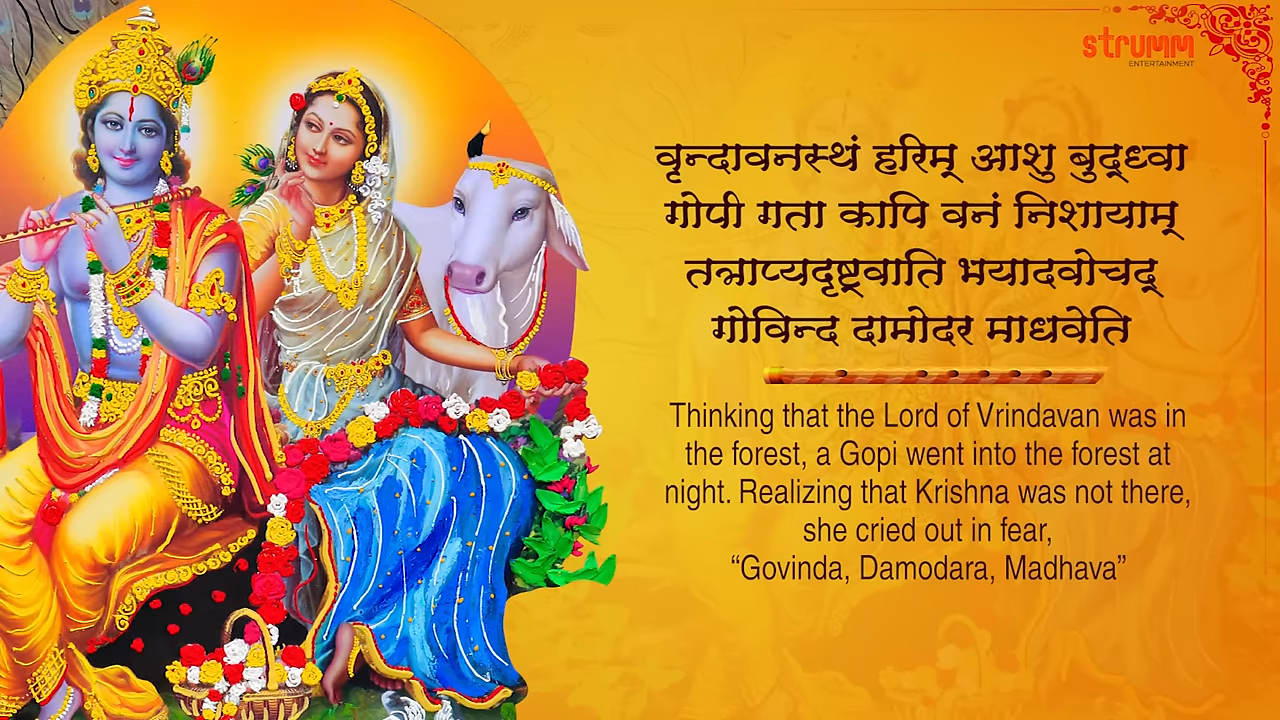 strumm
ENTERTAINMENT
वृन्दावनस्थं हरिम् आशु बुद्ध्वा
गोपी गता कापि वनं निशायाम्
तत्राप्यदृष्ट्वाति भयादवोचद्
गोविन्द दामोदर माधवेति
Thinking that the Lord of Vrindavan was in
the forest, a Gopi went into the forest at
night. Realizing that Krishna was not there,
she cried out in fear,
“Govinda, Damodara, Madhava”